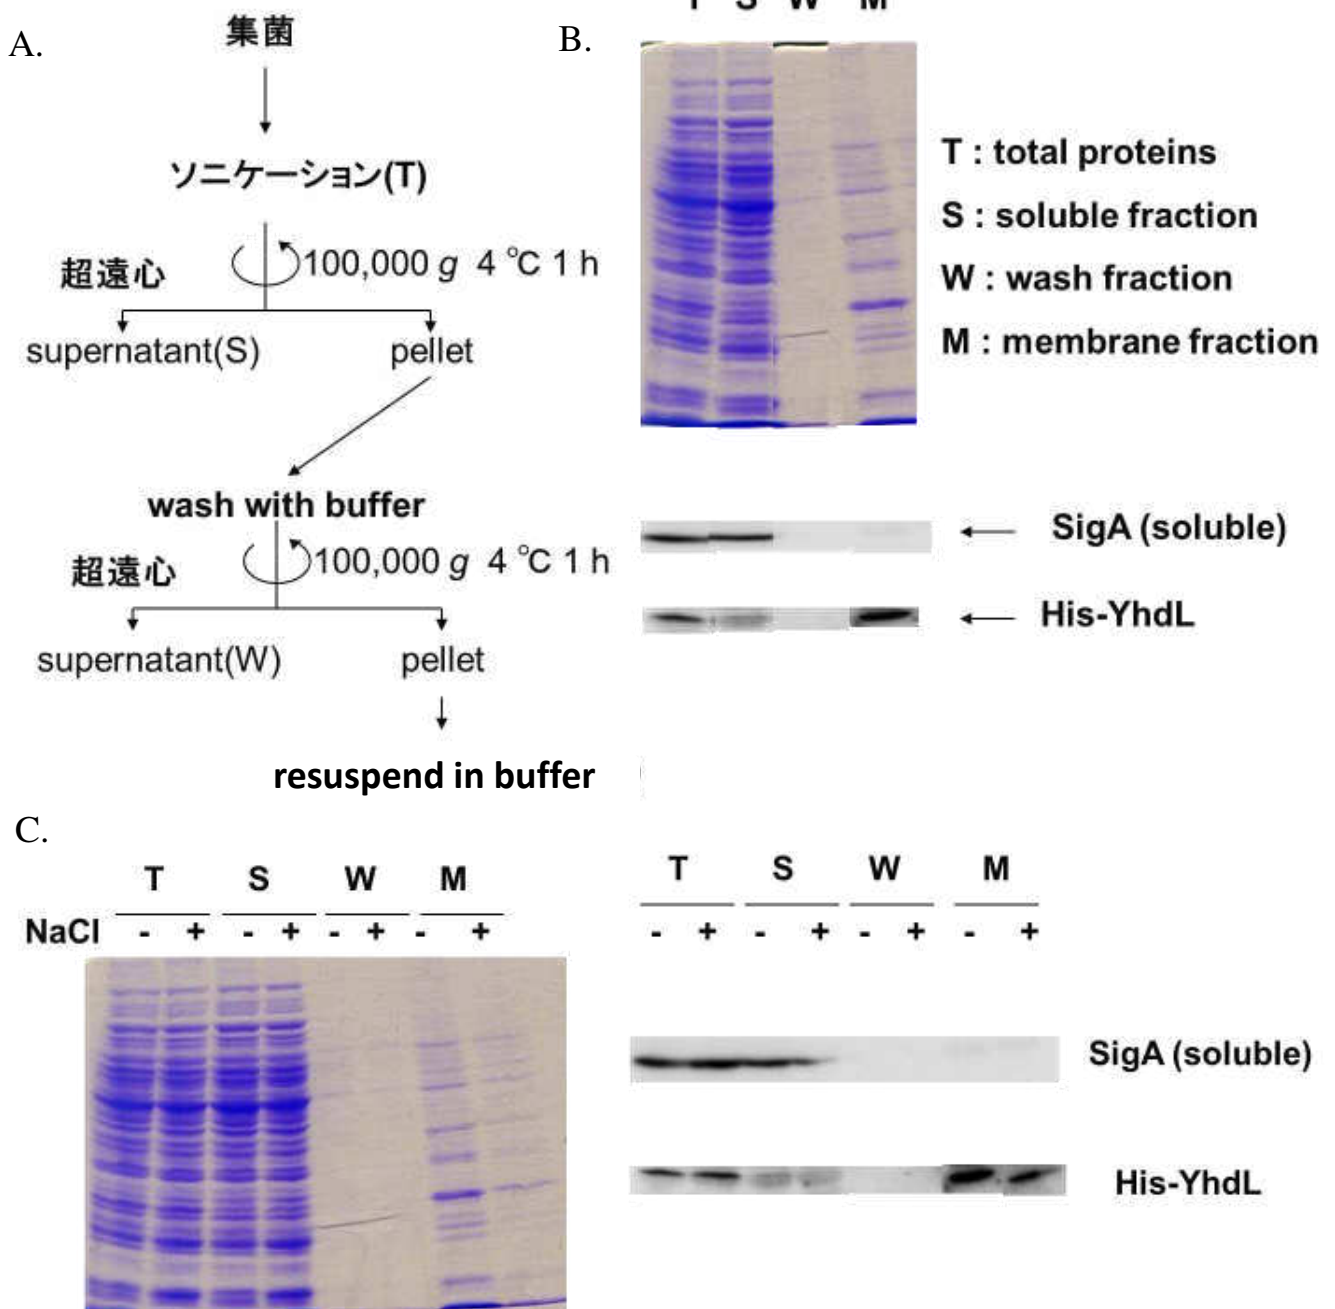 A.
集菌
ソニケーション(T)
超遠心
100,000 g 4 ℃ 1 h
supernatant(S)
pellet
wash with buffer
超遠心
100,000 g 4 ℃ 1 h
supernatant(W)
pellet
resuspend in buffer
B.
T S W M
T : total proteins
S : soluble fraction
W : wash fraction
M : membrane fraction
SigA (soluble)
His-YhdL
C.
T S W M
NaCl - + - + - + - +
T S W M
- + - + - + - +
SigA (soluble)
His-YhdL